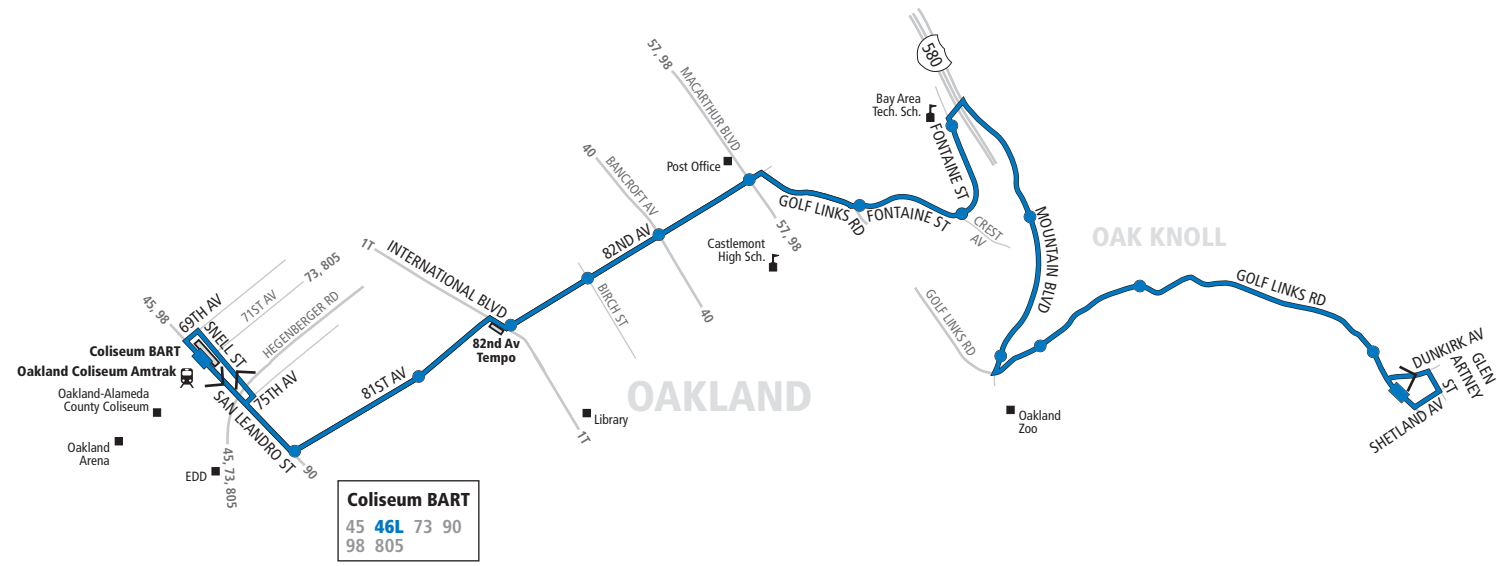 580
Bay Area
Tech. Sch.
57, 98
MACARTHUR BLVD
Post Office
40
BANCROFT AV
FONTAINE ST
GOLF LINKS RD
FONTAINE ST
CREST
AV
MOUNTAIN BLVD
OAK KNOLL
57, 98
82ND AV
Castlemont
High Sch.
1T
INTERNATIONAL BLVD
BIRCH ST
40
GOLF LINKS RD
GOLF LINKS RD
45, 98
69TH AV
SNELL ST
71ST AV
73, 805
HEGENBERGER RD
Coliseum BART
Oakland Coliseum Amtrak
Oakland-Alameda
County Coliseum
Oakland
Arena
EDD
75TH AV
SAN LEANDRO ST
45, 73, 805
90
81ST AV
82nd Av
Tempo
OAKLAND
Library
1T
Oakland
Zoo
DUNKIRK AV
GLEN
ARTNEY
ST
SHETLAND AV
Coliseum BART
45 46L 73 90
98 805